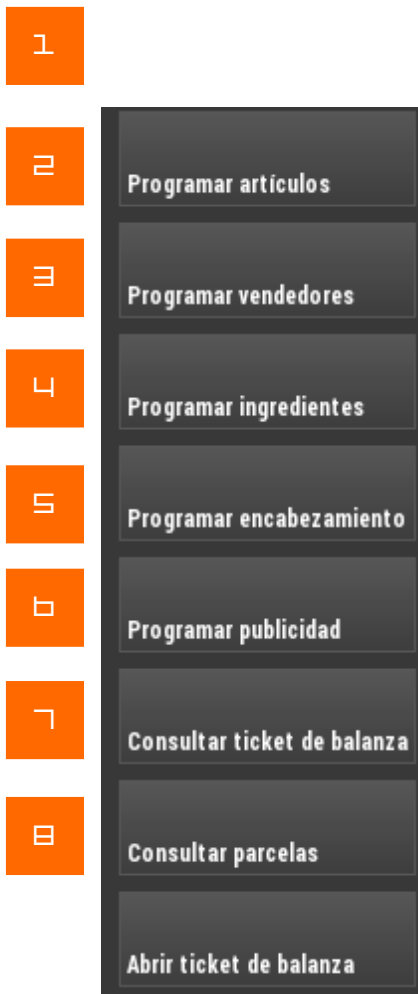 1
2
Programar artículos
3
Programar vendedores
4
Programar ingredientes
5
Programar encabezamiento
6
Programar publicidad
7
Consultar ticket de balanza
8
Consultar parcelas
Abrir ticket de balanza